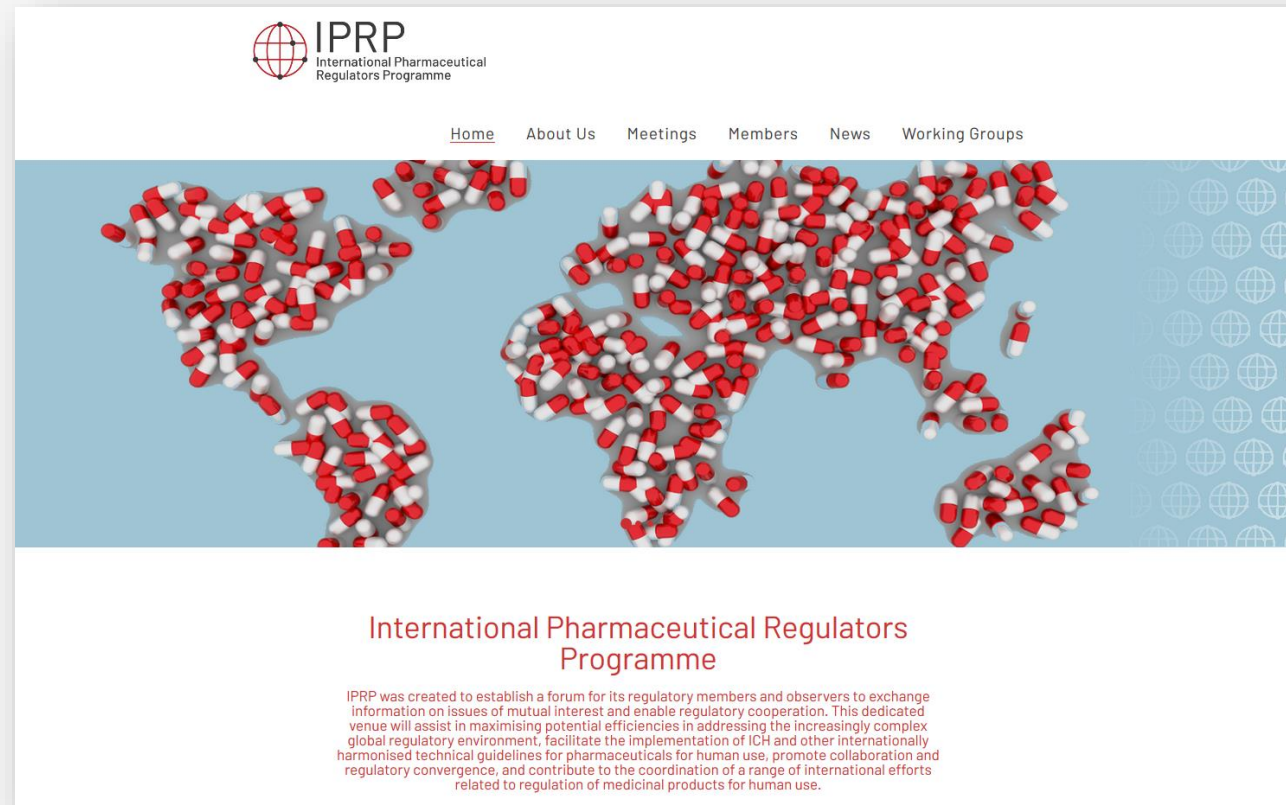 IPRP
International Pharmaceutical
Regulators Programme
Home About Us Meetings Members News Working Groups
International Pharmaceutical Regulators
Programme
IPRP was created to establish a forum for its regulatory members and observers to exchange
information on issues of mutual interest and enable regulatory cooperation. This dedicated
venue will assist in maximising potential efficiencies in addressing the increasingly complex
global regulatory environment, facilitate the implementation of ICH and other internationally
harmonised technical guidelines for pharmaceuticals for human use, promote collaboration and
regulatory convergence, and contribute to the coordination of a range of international efforts
related to regulation of medicinal products for human use.